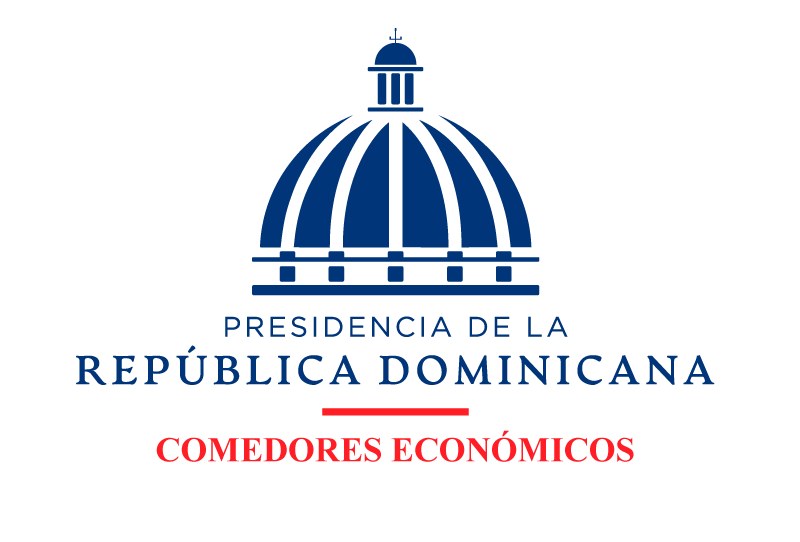 PRESIDENCIA DE LA
REPÚBLICA DOMINICANA
COMEDORES ECONÓMICOS